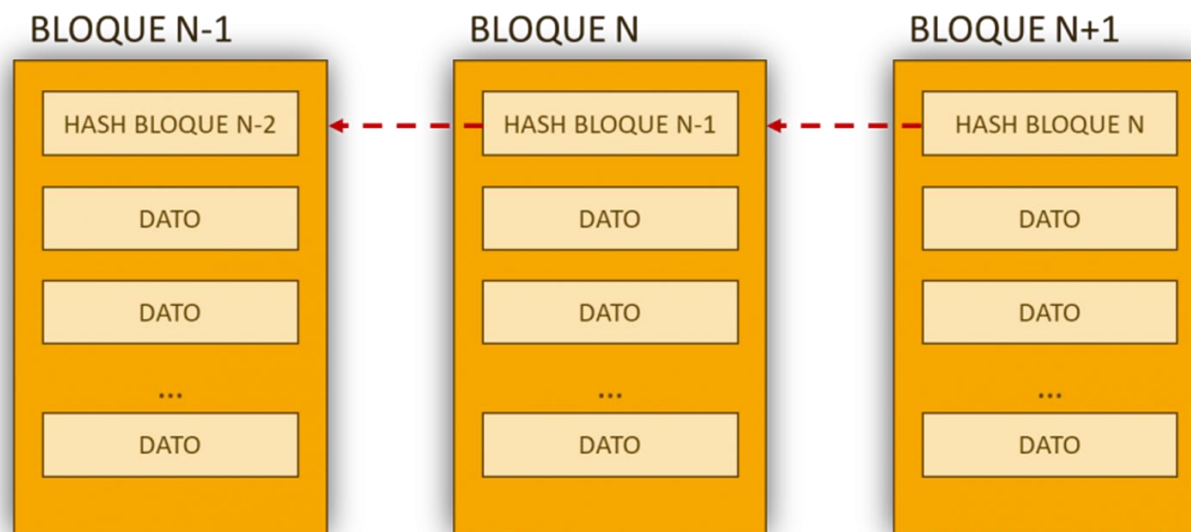 BLOQUE N-1
HASH BLOQUE N-2
DATO
DATO
...
DATO
BLOQUE N
HASH BLOQUE N-1
DATO
DATO
...
DATO
BLOQUE N+1
HASH BLOQUE N
DATO
DATO
...
DATO